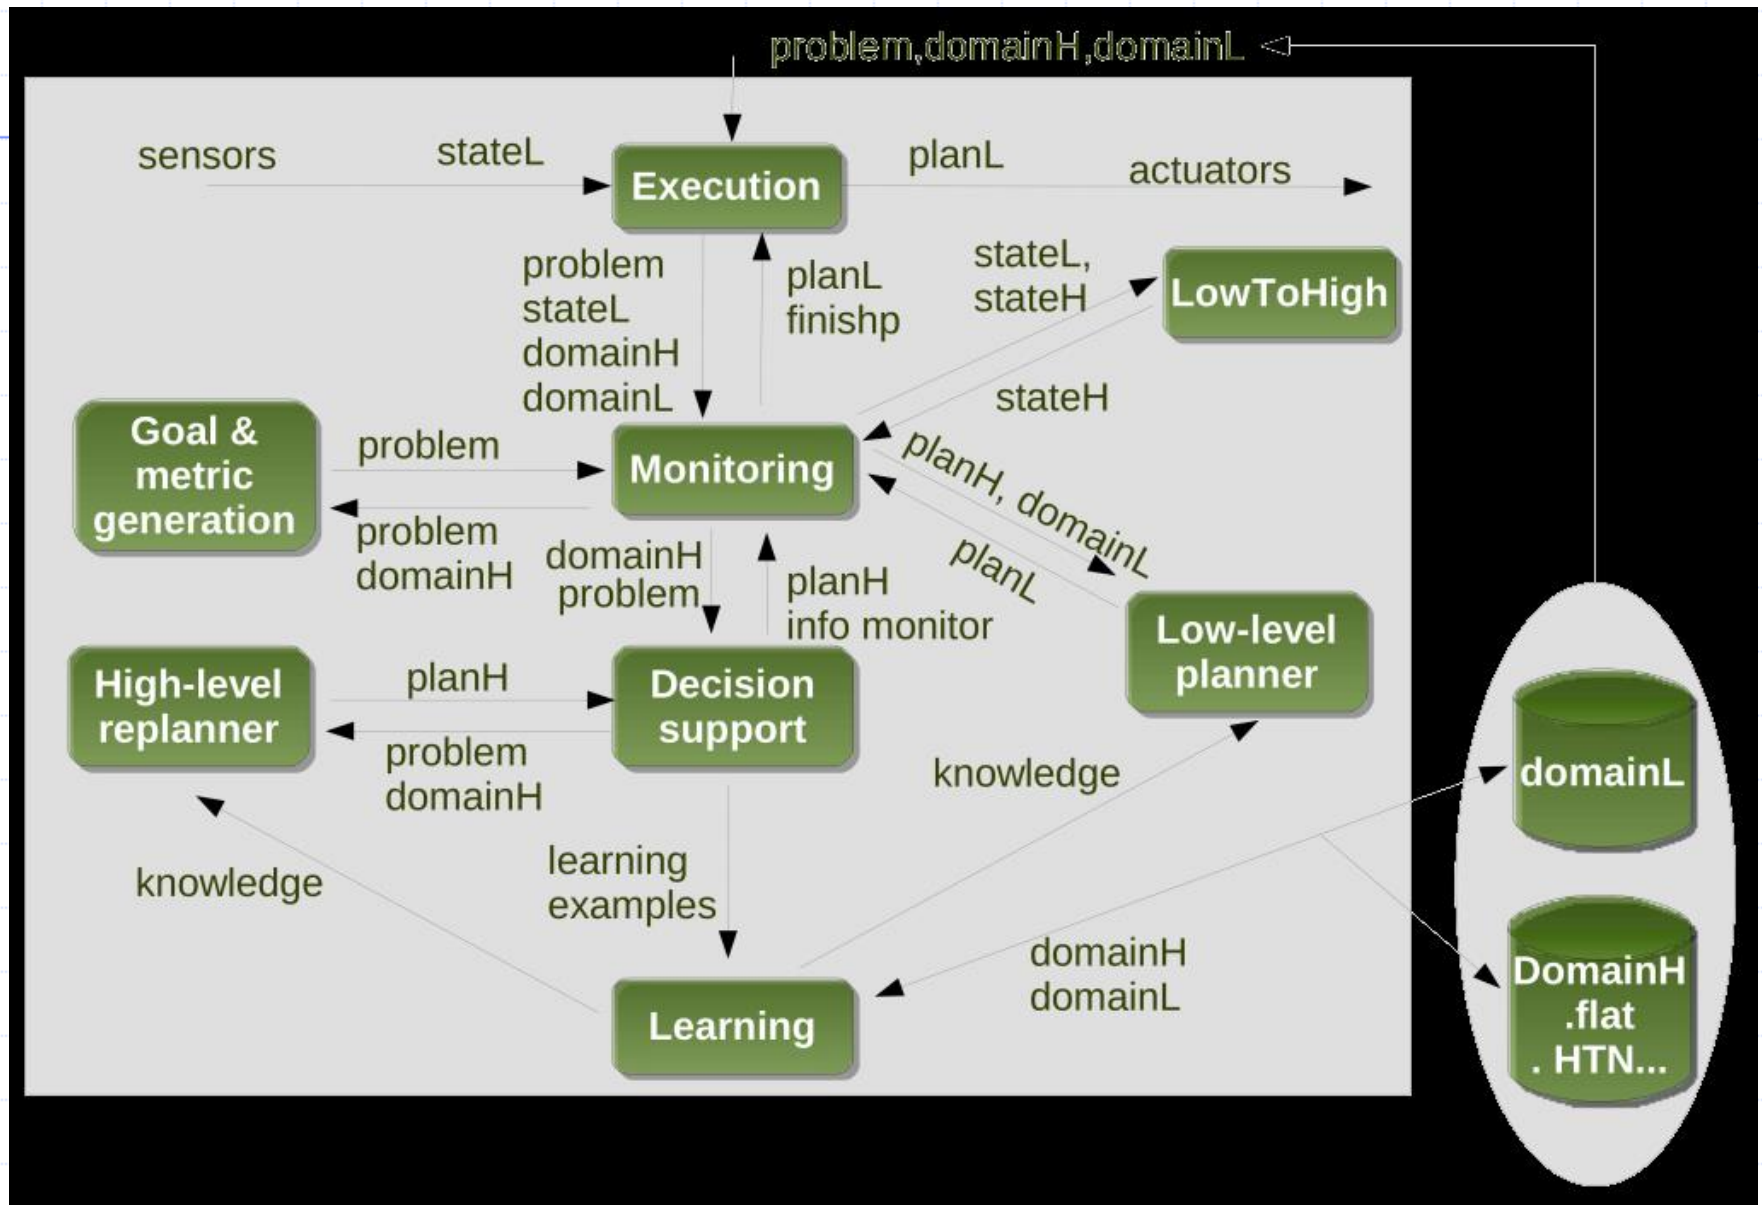 problem,domainH,domainL
sensors
stateL
Execution
planL
actuators
problem
stateL
domainH
domainL
planL
finishp
stateL,
stateH
LowToHigh
stateH
Goal &
metric
generation
problem
problem
domainH
Monitoring
planH, domainL
planL
domainH
problem
planH
info monitor
Low-level
planner
High-level
replanner
planH
problem
domainH
Decision
support
knowledge
knowledge
learning
examples
Learning
domainH
domainL
domainL
DomainH
.flat
. HTN...